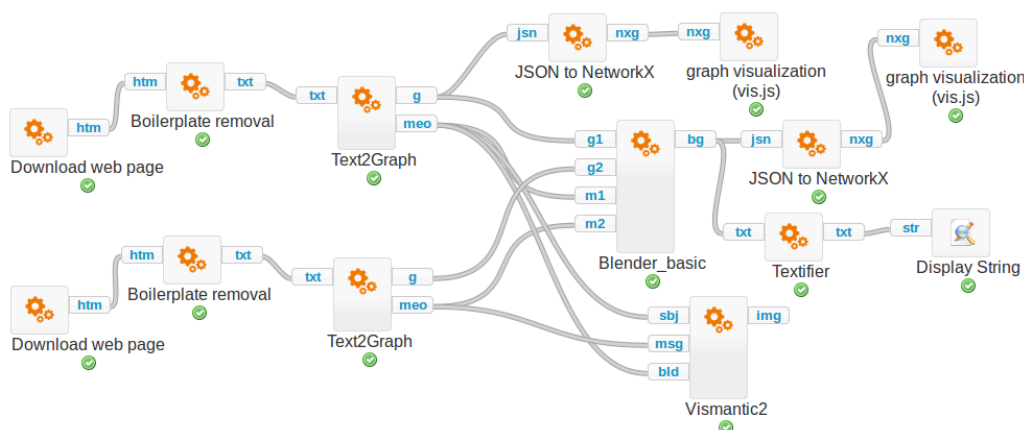 jsn
nxg
JSON to NetworkX
nxg
graph visualization
(vis.js)
nxg
graph visualization
(vis.js)
htm
Download web page
htm
txt
Boilerplate removal
txt
g
meo
Text2Graph
g1
g2
m1
m2
bg
Blender_basic
jsn
nxg
JSON to NetworkX
txt
txt
Textifier
str
Display String
htm
Download web page
htm
txt
Boilerplate removal
txt
g
meo
Text2Graph
sbj
msg
bld
img
Vismantic2